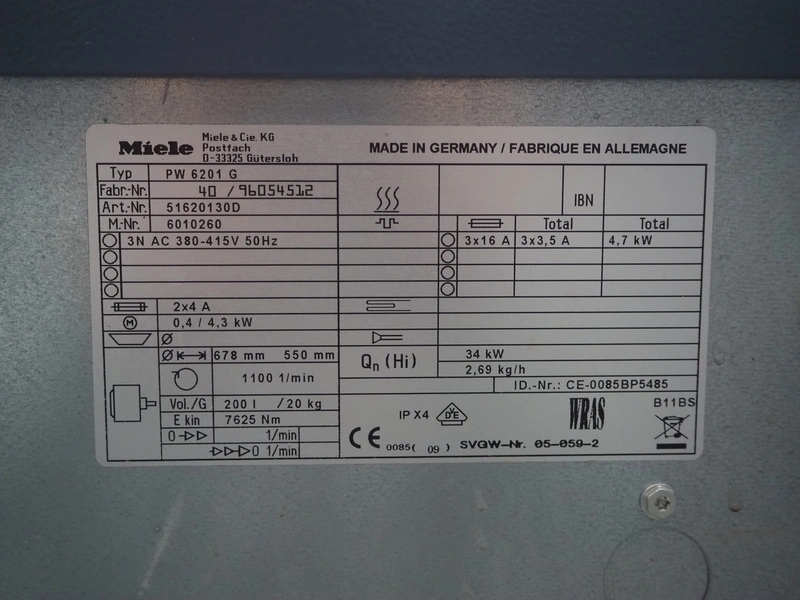 Miele
Miele & Cie. KG
Postfach
D-33325 Gütersloh
MADE IN GERMANY / FABRIQUE EN ALLEMAGNE
Typ PW 6201 G
Fabr.-Nr. 40 / 96054512
IBN
Art.-Nr. 51620130D
M.-Nr. 6010260
Total Total
3N AC 380-415V 50Hz
3x16 A 3x3,5 A 4,7 kW
2x4 A
M 0,4 / 4,3 kW
Ø
Ø 678 mm 550 mm
1100 1/min
Qn (Hi) 34 kW
2,69 kg/h
ID.-Nr.: CE-0085BP5485
Vol./G 200 l / 20 kg
E kin 7625 Nm
0 1/min
0 1/min
IP X4
VDE
WRAS
B11BS
CE 0085( 09 ) SVGW-Nr. 05-059-2